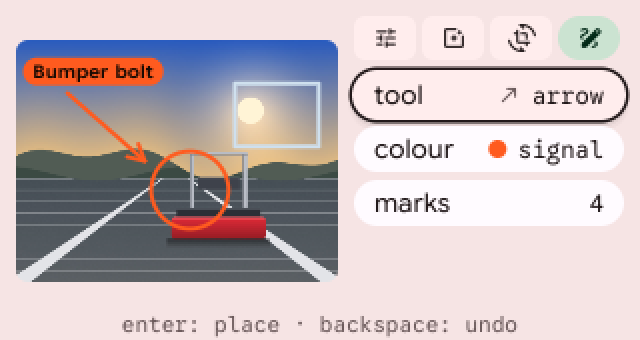 Bumper bolt
tool ↗ arrow
colour signal
marks 4
enter: place · backspace: undo